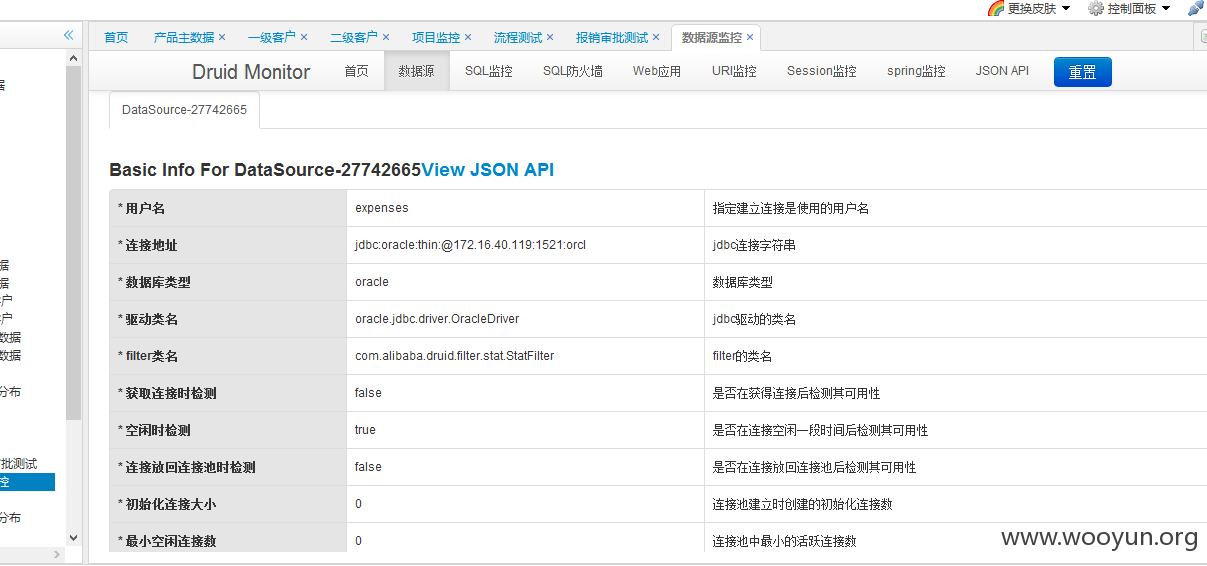 更换皮肤 控制面板
首页 产品主数据 × 一级客户 × 二级客户 × 项目监控 × 流程测试 × 报销审批测试 × 数据源监控 ×
Druid Monitor 首页 数据源 SQL监控 SQL防火墙 Web应用 URI监控 Session监控 spring监控 JSON API 重置
DataSource-27742665
Basic Info For DataSource-27742665View JSON API
* 用户名 expenses 指定建立连接是使用的用户名
* 连接地址 jdbc:oracle:thin:@172.16.40.119:1521:orcl jdbc连接字符串
* 数据库类型 oracle 数据库类型
* 驱动类名 oracle.jdbc.driver.OracleDriver jdbc驱动的类名
* filter类名 com.alibaba.druid.filter.stat.StatFilter filter的类名
* 获取连接时检测 false 是否在获得连接后检测其可用性
* 空闲时检测 true 是否在连接空闲一段时间后检测其可用性
* 连接放回连接池时检测 false 是否在连接放回连接池后检测其可用性
* 初始化连接大小 0 连接池建立时创建的初始化连接数
* 最小空闲连接数 0 连接池中最小的活跃连接数
据
据
据
户
户
数据
数据
分布
批测试
控
分布
www.wooyun.org